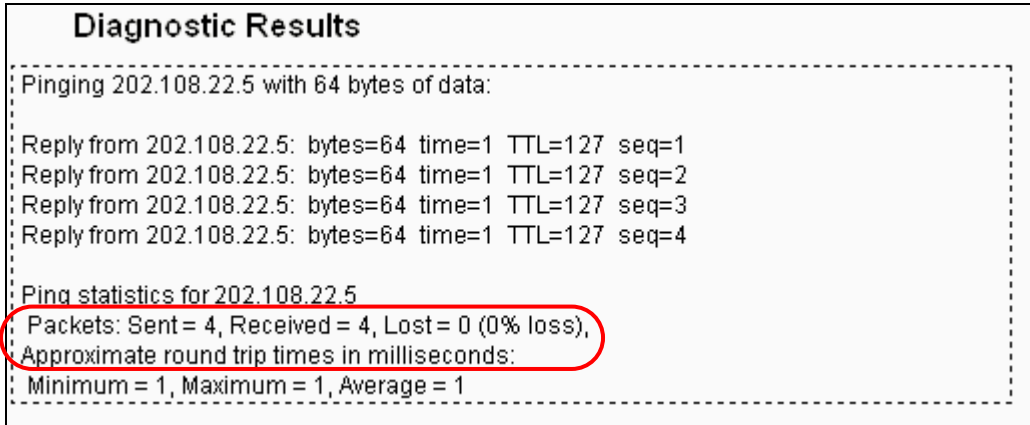 Diagnostic Results
Pinging 202.108.22.5 with 64 bytes of data:
Reply from 202.108.22.5: bytes=64 time=1 TTL=127 seq=1
Reply from 202.108.22.5: bytes=64 time=1 TTL=127 seq=2
Reply from 202.108.22.5: bytes=64 time=1 TTL=127 seq=3
Reply from 202.108.22.5: bytes=64 time=1 TTL=127 seq=4
Ping statistics for 202.108.22.5
Packets: Sent = 4, Received = 4, Lost = 0 (0% loss),
Approximate round trip times in milliseconds:
Minimum = 1, Maximum = 1, Average = 1